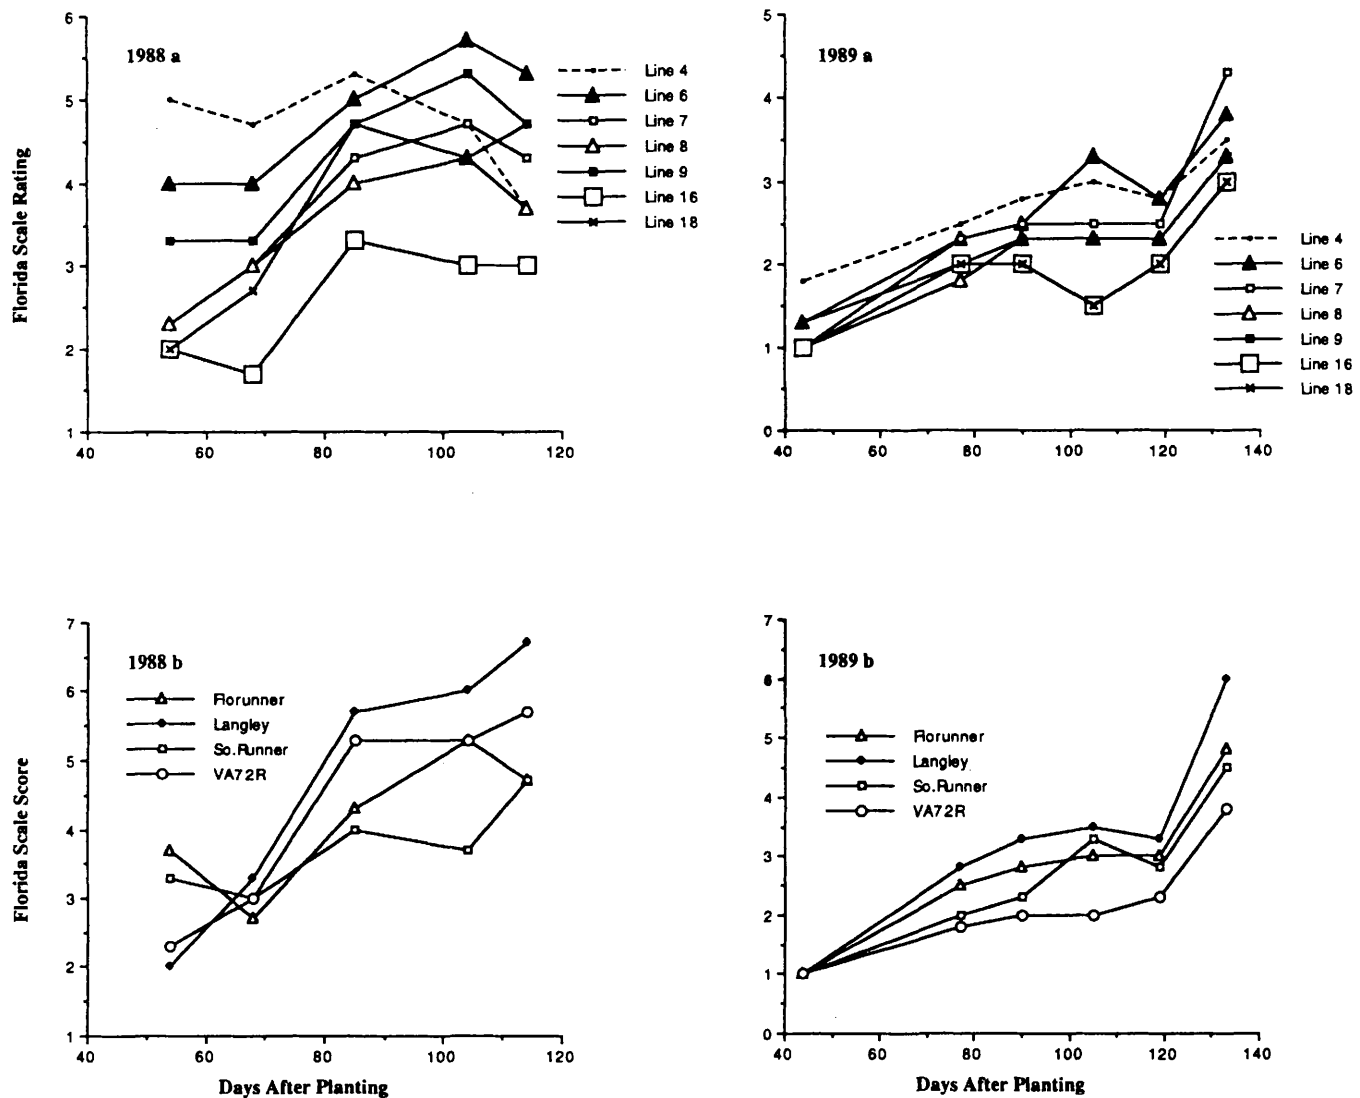 1988 a
Florida Scale Rating
6
5
4
3
2
1
40 60 80 100 120
Line 4
Line 6
Line 7
Line 8
Line 9
Line 16
Line 18
1989 a
5
4
3
2
1
0
40 60 80 100 120 140
Line 4
Line 6
Line 7
Line 8
Line 9
Line 16
Line 18
1988 b
Florida Scale Score
7
6
5
4
3
2
1
40 60 80 100 120
Days After Planting
Florunner
Langley
So.Runner
VA72R
1989 b
7
6
5
4
3
2
1
0
40 60 80 100 120 140
Days After Planting
Florunner
Langley
So.Runner
VA72R